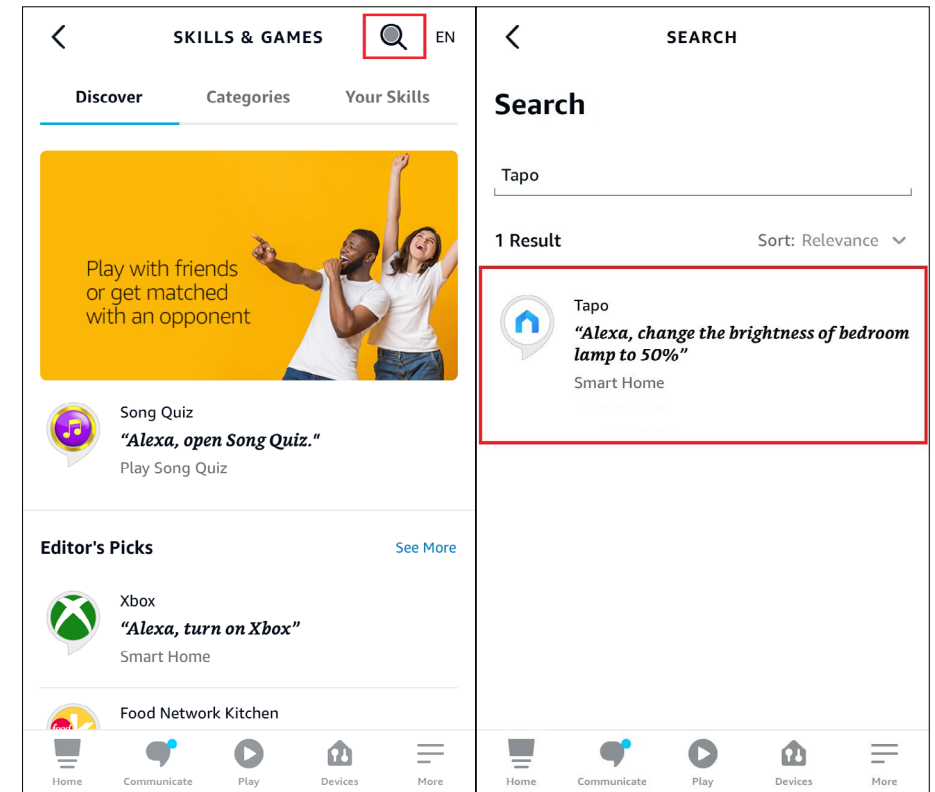 SKILLS & GAMES
EN
Discover
Categories
Your Skills
Play with friends
or get matched
with an opponent
Song Quiz
“Alexa, open Song Quiz."
Play Song Quiz
Editor's Picks
See More
Xbox
“Alexa, turn on Xbox”
Smart Home
Food Network Kitchen
food
Home
Communicate
Play
Devices
More
SEARCH
Search
Tapo
1 Result
Sort: Relevance
Tapo
“Alexa, change the brightness of bedroom
lamp to 50%”
Smart Home
Home
Communicate
Play
Devices
More